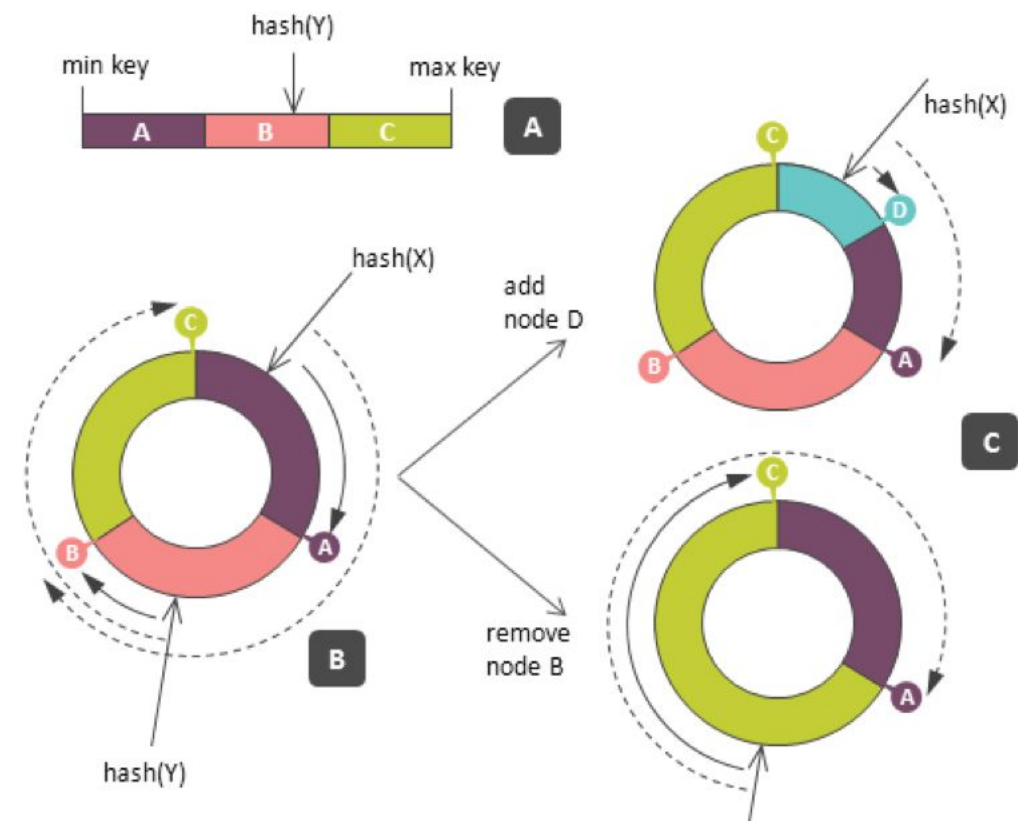 hash(Y)
min key
max key
A
B
C
A
hash(X)
C
D
A
B
add
node D
hash(X)
C
A
B
B
hash(Y)
C
remove
node B
C
A